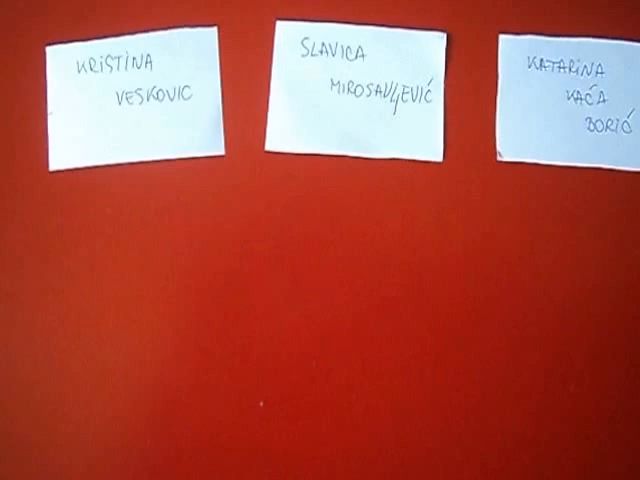 KRISTINA
VESKOVIC
SLAVICA
MIROSAVLJEVIĆ
KATARINA
KAĆA
BORIĆ